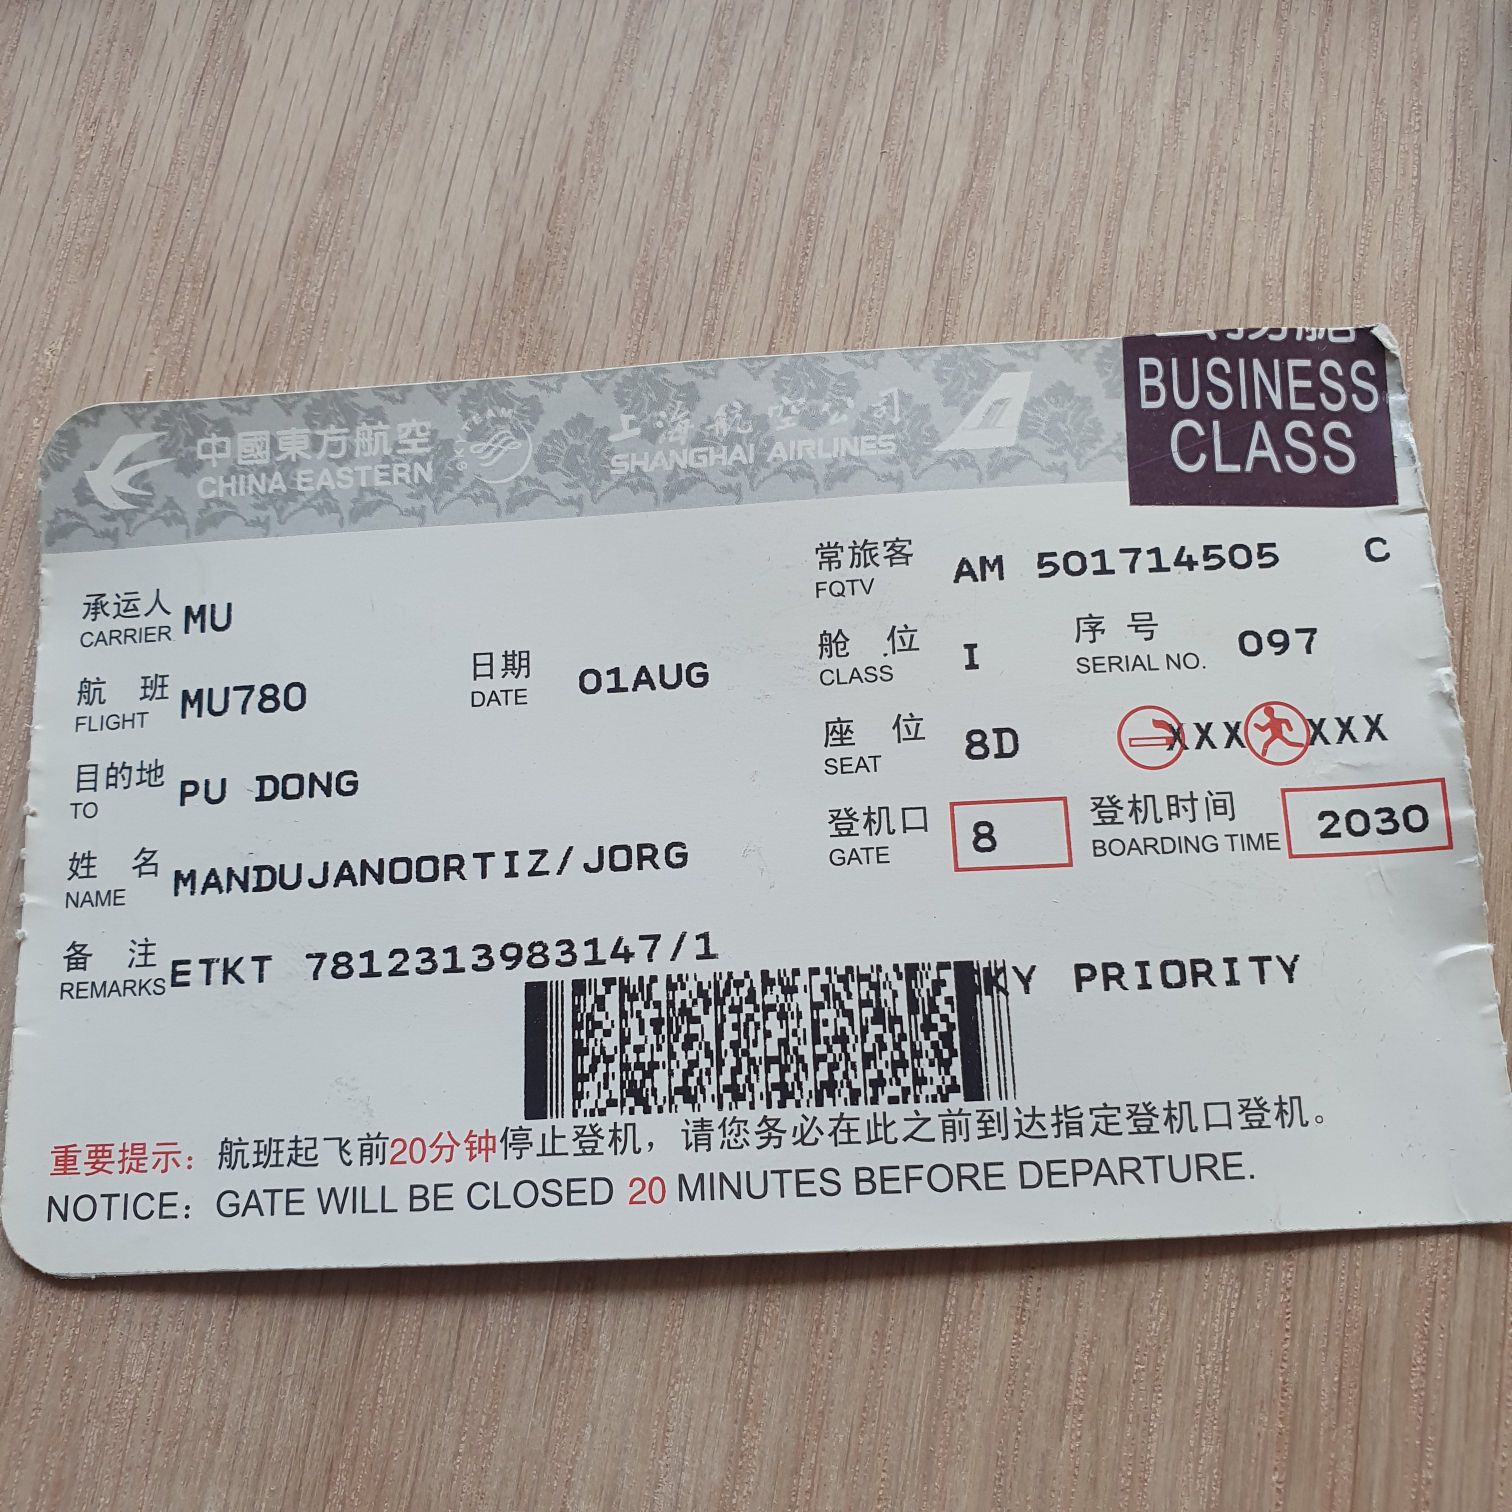 中國東方航空
CHINA EASTERN
SKYTEAM
上海航空公司
SHANGHAI AIRLINES
BUSINESS
CLASS
承运人 MU
CARRIER
航 班 MU780
FLIGHT
日期 01AUG
DATE
目的地 PU DONG
TO
姓 名 MANDUJANOORTIZ/JORG
NAME
备 注 ETKT 7812313983147/1
REMARKS
常旅客 AM 501714505 C
FQTV
舱 位 I
CLASS
序 号 097
SERIAL NO.
座 位 8D
SEAT
XXX XXX
登机口 8
GATE
登机时间 2030
BOARDING TIME
PRIORITY
重要提示：航班起飞前20分钟停止登机，请您务必在此之前到达指定登机口登机。
NOTICE：GATE WILL BE CLOSED 20 MINUTES BEFORE DEPARTURE.